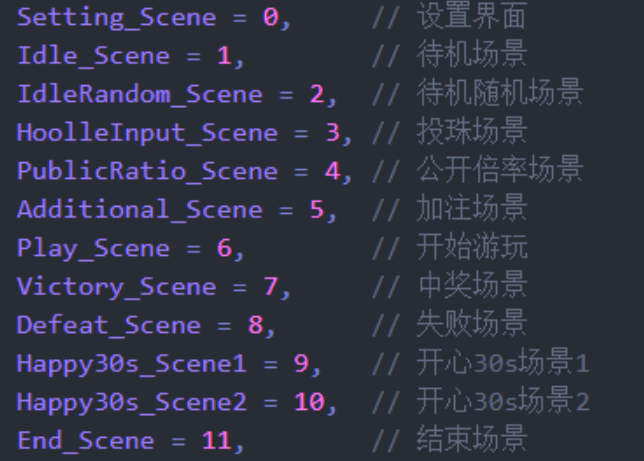 Setting_Scene = 0,     // 设置界面
Idle_Scene = 1,        // 待机场景
IdleRandom_Scene = 2,  // 待机随机场景
HoolleInput_Scene = 3, // 投珠场景
PublicRatio_Scene = 4, // 公开倍率场景
Additional_Scene = 5,  // 加注场景
Play_Scene = 6,        // 开始游玩
Victory_Scene = 7,     // 中奖场景
Defeat_Scene = 8,      // 失败场景
Happy30s_Scene1 = 9,   // 开心30s场景1
Happy30s_Scene2 = 10,  // 开心30s场景2
End_Scene = 11,        // 结束场景